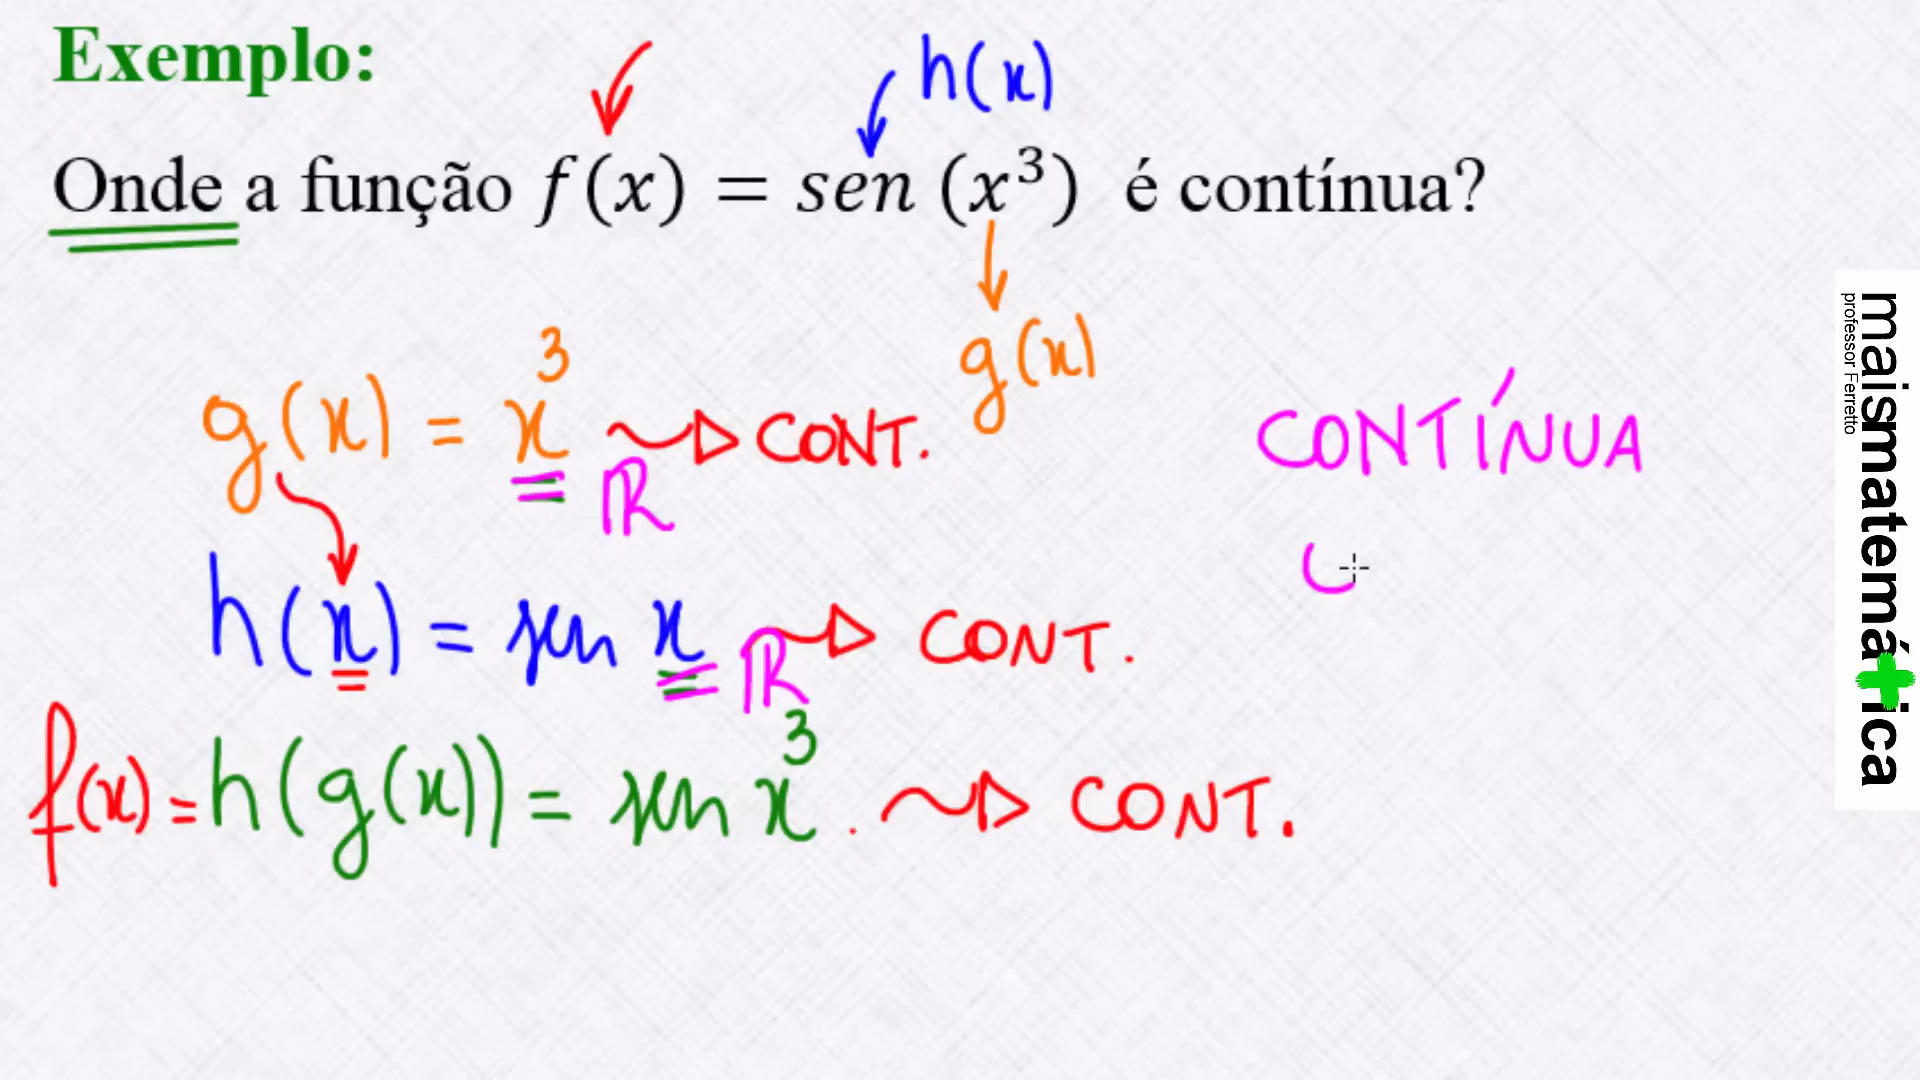 Exemplo:
h(x)
Onde a função f(x) = sen (x³) é contínua?
g(x)
g(x) = x³ CONT.
ℝ
CONTÍNUA
h(x) = sen x ℝ CONT.
f(x) = h(g(x)) = sen x³. CONT.
maismatemática
professor Ferretto